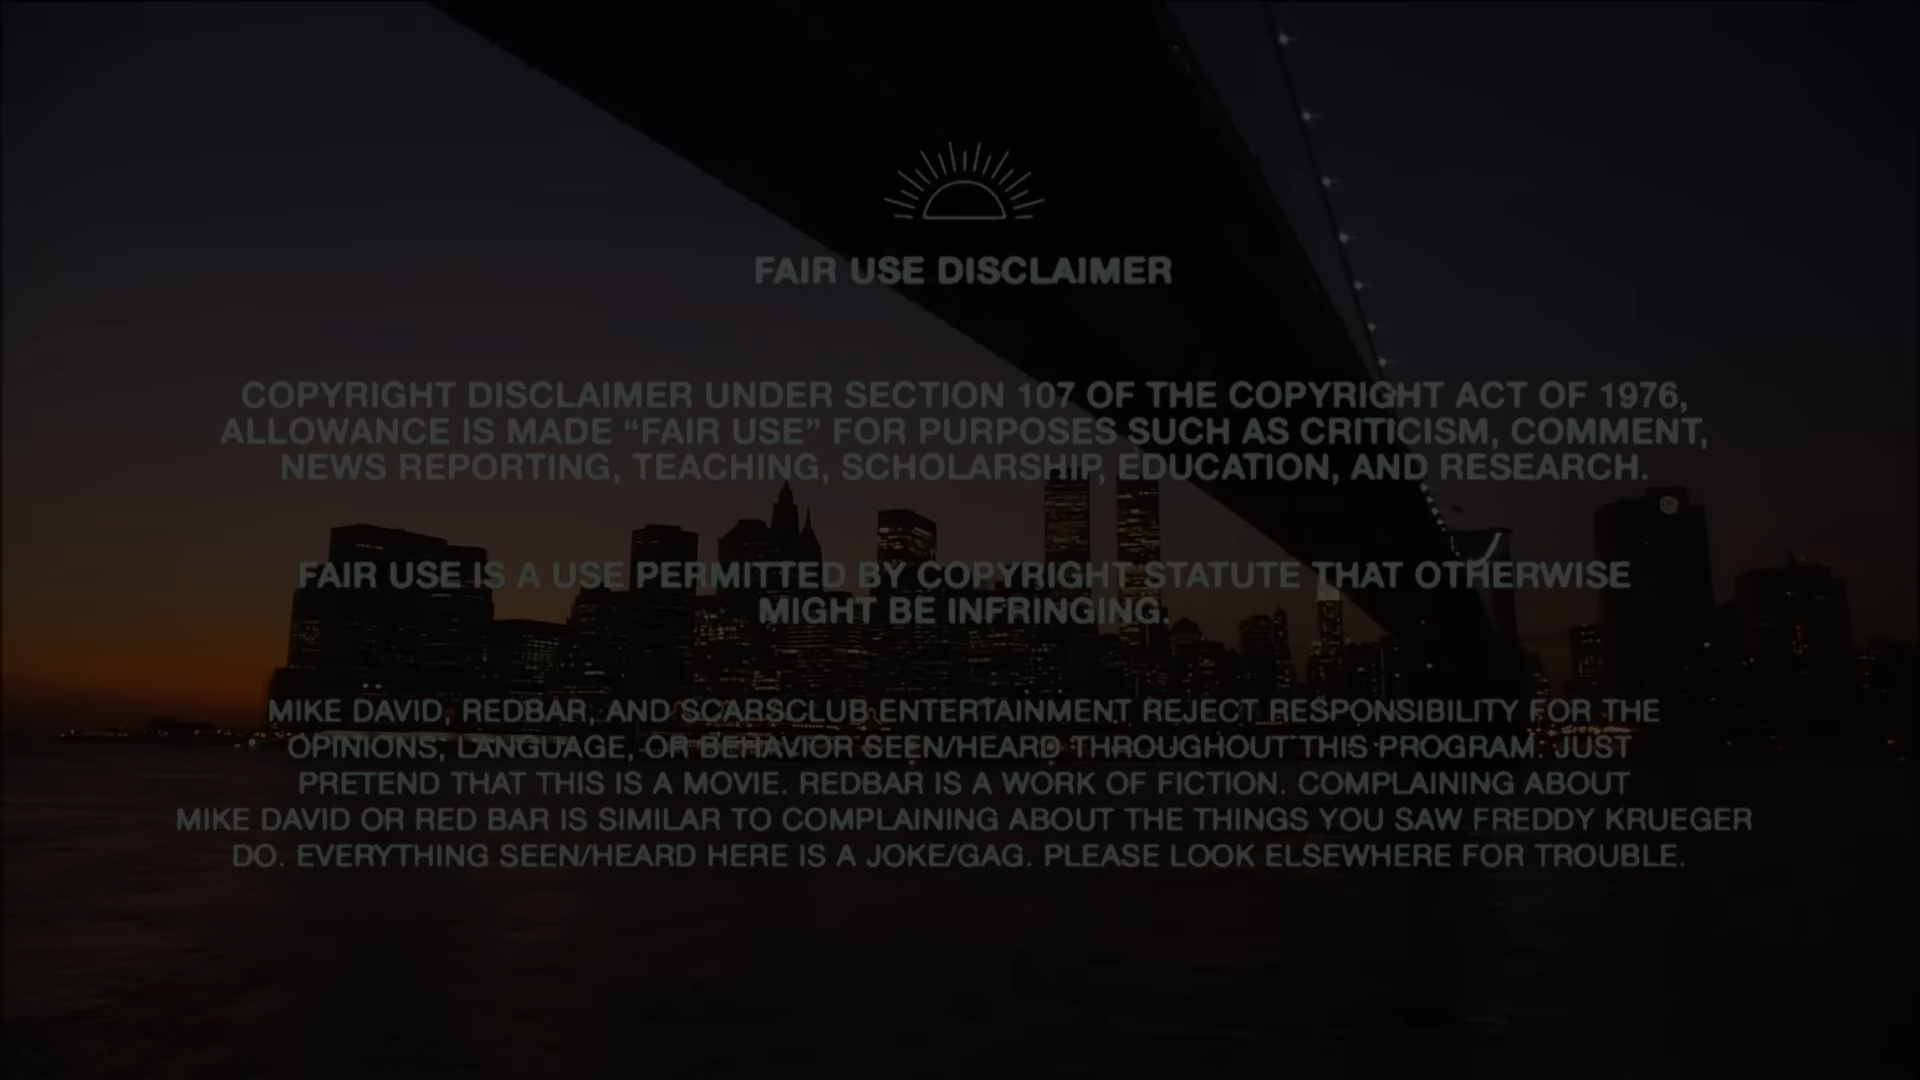 FAIR USE DISCLAIMER
COPYRIGHT DISCLAIMER UNDER SECTION 107 OF THE COPYRIGHT ACT OF 1976,
ALLOWANCE IS MADE “FAIR USE” FOR PURPOSES SUCH AS CRITICISM, COMMENT,
NEWS REPORTING, TEACHING, SCHOLARSHIP, EDUCATION, AND RESEARCH.
FAIR USE IS A USE PERMITTED BY COPYRIGHT STATUTE THAT OTHERWISE
MIGHT BE INFRINGING.
MIKE DAVID, REDBAR, AND SCARSCLUB ENTERTAINMENT REJECT RESPONSIBILITY FOR THE
OPINIONS, LANGUAGE, OR BEHAVIOR SEEN/HEARD THROUGHOUT THIS PROGRAM. JUST
PRETEND THAT THIS IS A MOVIE. REDBAR IS A WORK OF FICTION. COMPLAINING ABOUT
MIKE DAVID OR RED BAR IS SIMILAR TO COMPLAINING ABOUT THE THINGS YOU SAW FREDDY KRUEGER
DO. EVERYTHING SEEN/HEARD HERE IS A JOKE/GAG. PLEASE LOOK ELSEWHERE FOR TROUBLE.